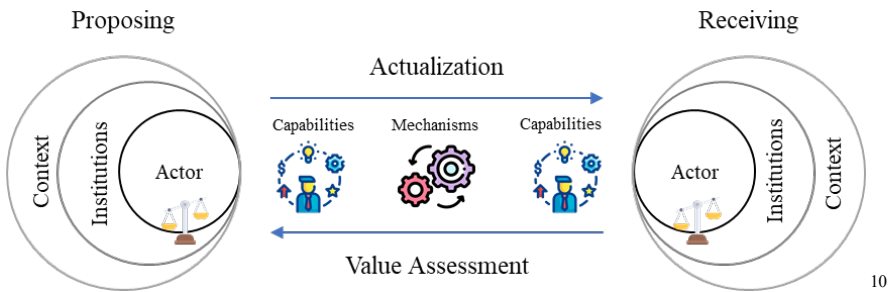 Proposing
Receiving
Actualization
Capabilities
Mechanisms
Capabilities
Context
Institutions
Actor
$
$
Actor
Institutions
Context
Value Assessment
10